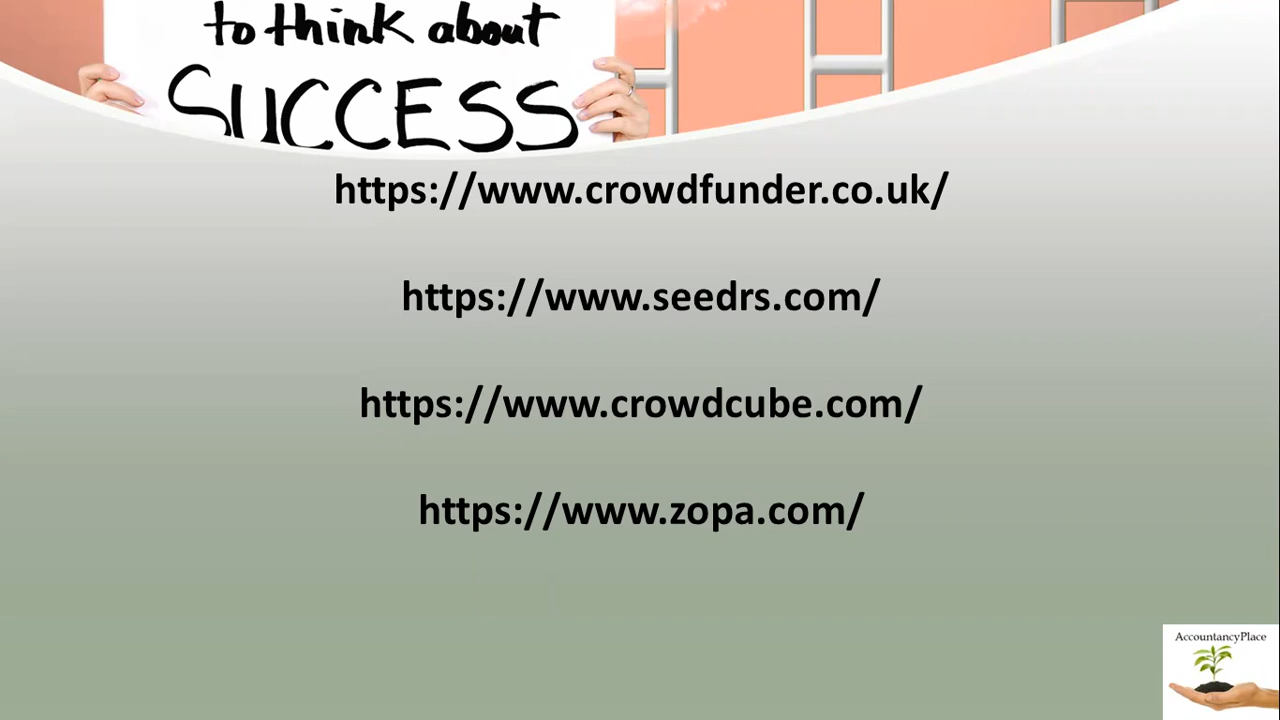 to think about
SUCCESS
https://www.crowdfunder.co.uk/
https://www.seedrs.com/
https://www.crowdcube.com/
https://www.zopa.com/
AccountancyPlace